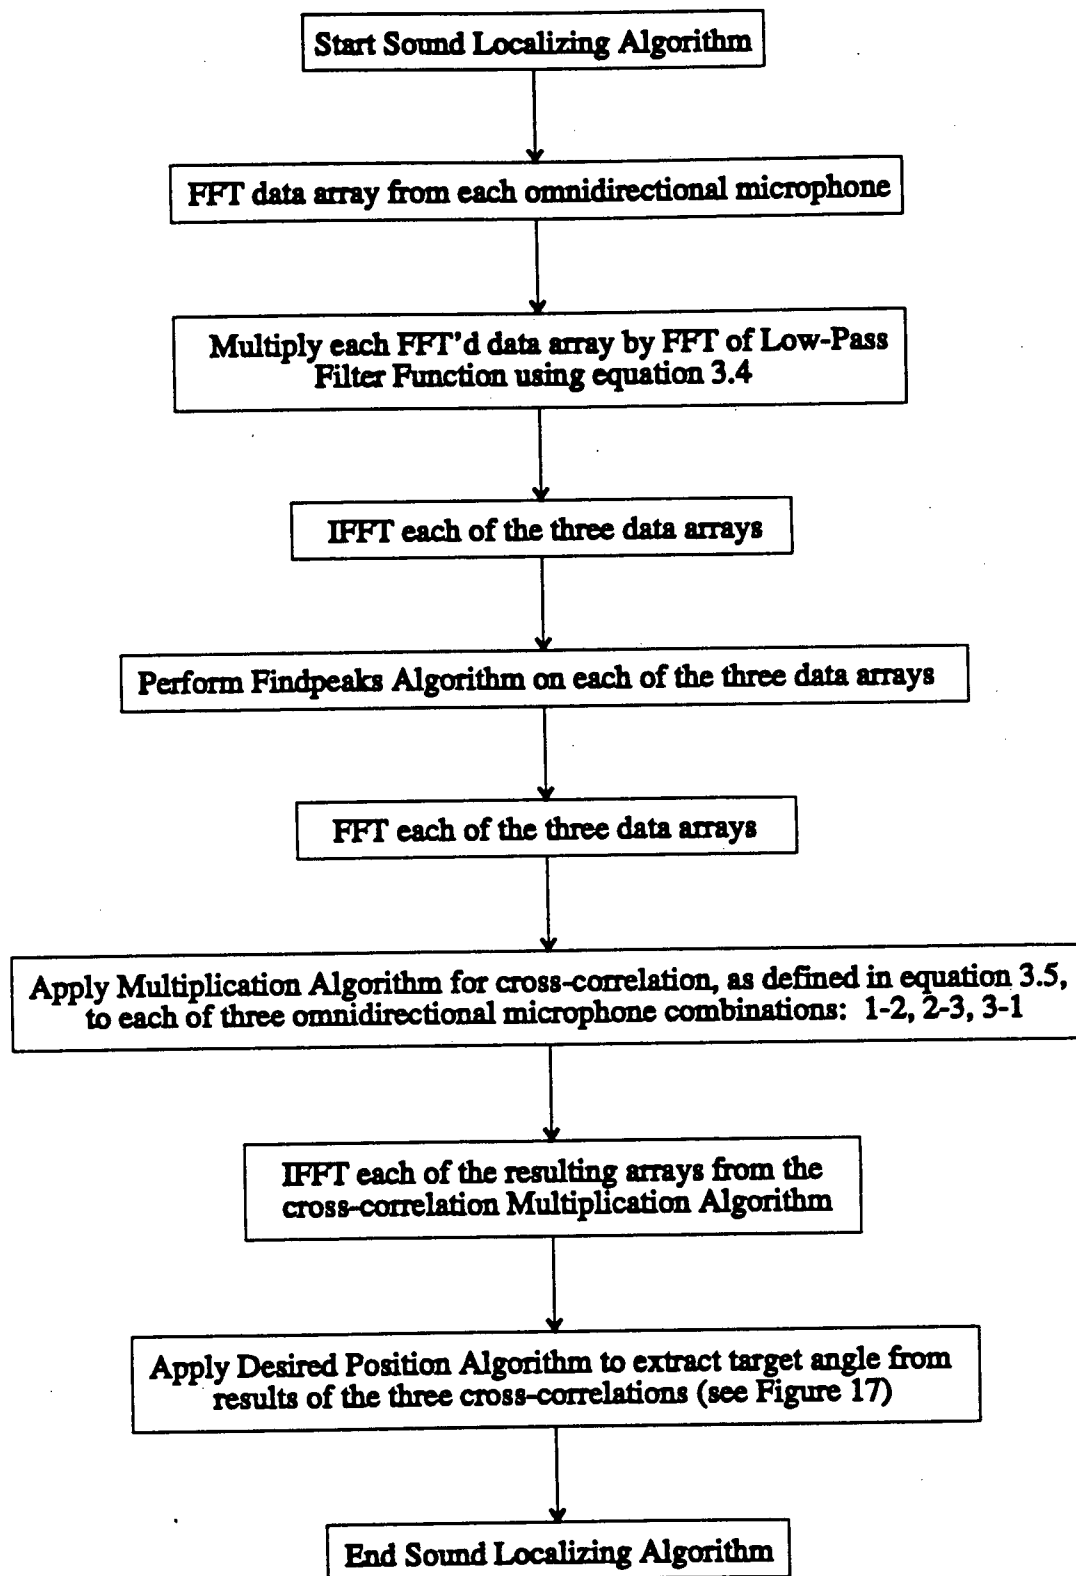 Start Sound Localizing Algorithm
FFT data array from each omnidirectional microphone
Multiply each FFT'd data array by FFT of Low-Pass
Filter Function using equation 3.4
IFFT each of the three data arrays
Perform Findpeaks Algorithm on each of the three data arrays
FFT each of the three data arrays
Apply Multiplication Algorithm for cross-correlation, as defined in equation 3.5,
to each of three omnidirectional microphone combinations: 1-2, 2-3, 3-1
IFFT each of the resulting arrays from the
cross-correlation Multiplication Algorithm
Apply Desired Position Algorithm to extract target angle from
results of the three cross-correlations (see Figure 17)
End Sound Localizing Algorithm